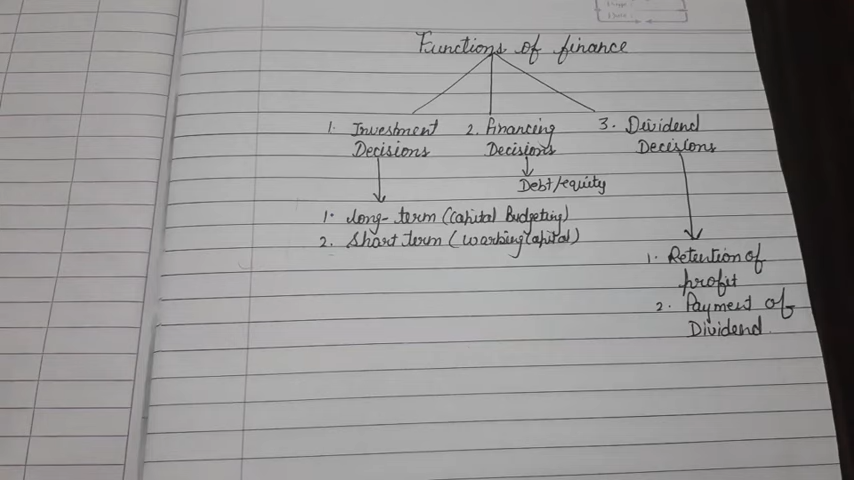 Functions of finance
1. Investment Decisions
2. Financing Decisions
3. Dividend Decisions
Debt/equity
1. Long-term (Capital Budgeting)
2. Short term (Working Capital)
1. Retention of
profit
2. Payment of
Dividend